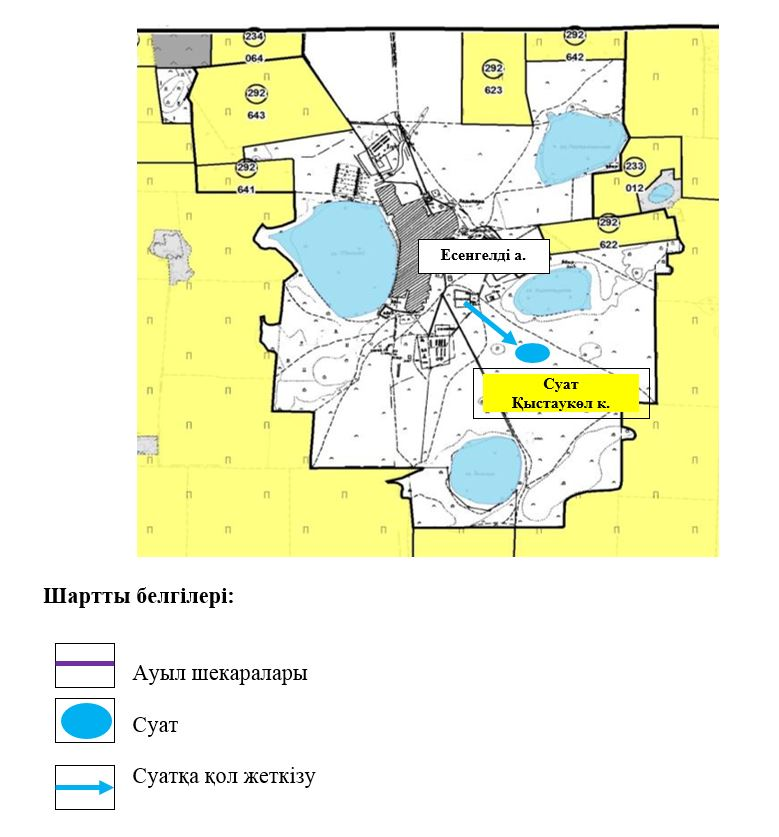 234
064
292
642
292
623
292
643
292
641
233
012
292
622
Есенгелді а.
Суат
Қыстаукөл к.
Шартты белгілері:
Ауыл шекаралары
Суат
Суатқа қол жеткізу